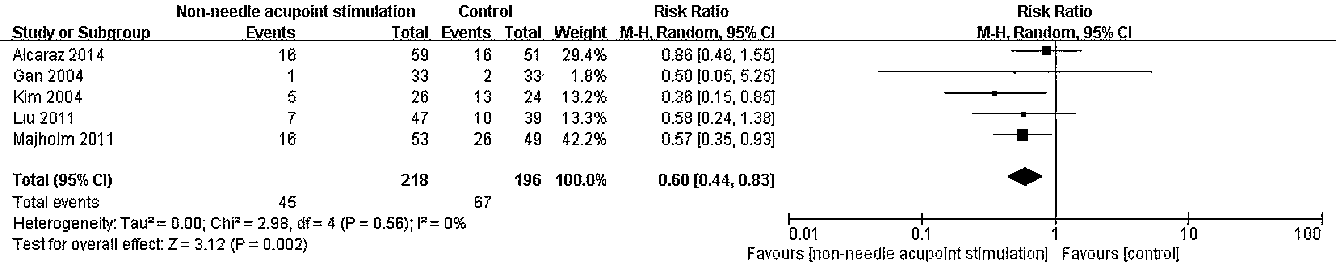 Non-needle acupoint stimulation Control Risk Ratio Risk Ratio
Study or Subgroup Events Total Events Total Weight M-H, Random, 95% CI M-H, Random, 95% CI
Alcaraz 2014 16 59 16 51 29.4% 0.86 [0.48, 1.55]
Gan 2004 1 33 2 33 1.8% 0.50 [0.05, 5.25]
Kim 2004 5 26 13 24 13.2% 0.36 [0.15, 0.85]
Liu 2011 7 47 10 39 13.3% 0.58 [0.24, 1.38]
Majholm 2011 16 53 26 49 42.2% 0.57 [0.35, 0.93]
Total (95% CI) 218 196 100.0% 0.60 [0.44, 0.83]
Total events 45 67
Heterogeneity: Tau² = 0.00; Chi² = 2.98, df = 4 (P = 0.56); I² = 0%
Test for overall effect: Z = 3.12 (P = 0.002)
0.01 0.1 1 10 100
Favours [non-needle acupoint stimulation] Favours [control]